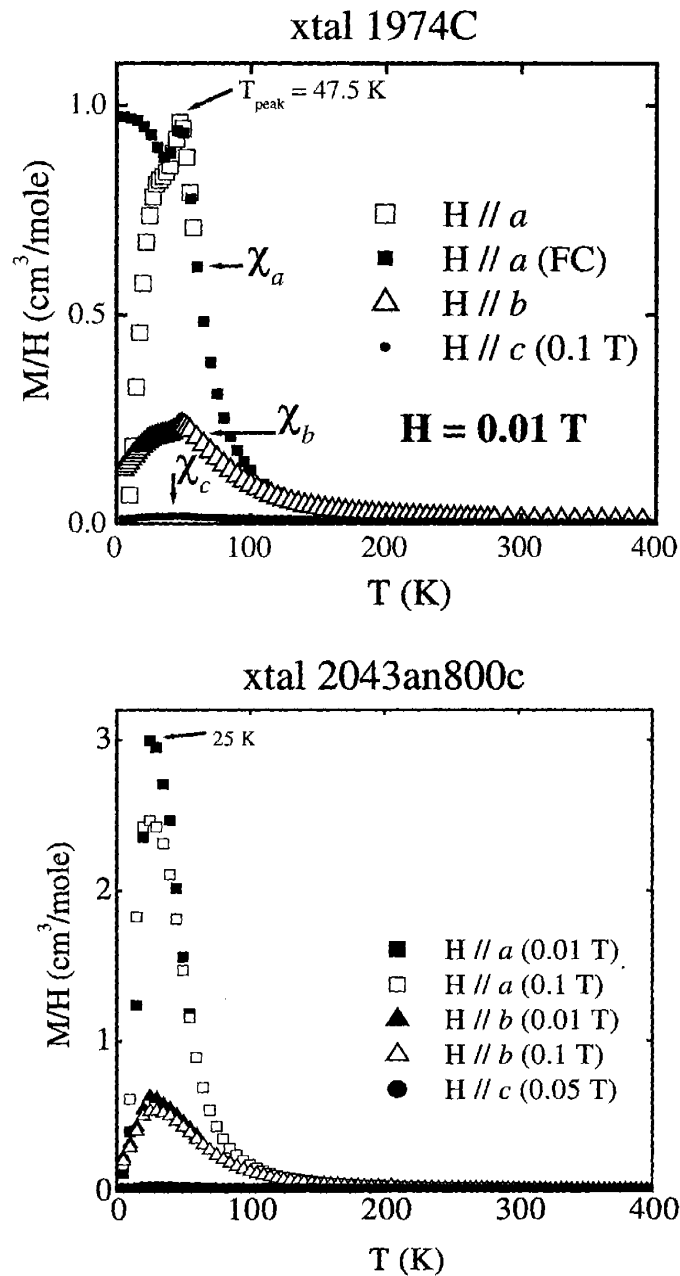 xtal 1974C
T_peak = 47.5 K
1.0
0.5
0.0
M/H (cm³/mole)
H // a
H // a (FC)
H // b
H // c (0.1 T)
χ_a
χ_b
χ_c
H = 0.01 T
0
100
200
300
400
T (K)
xtal 2043an800c
25 K
3
2
1
0
M/H (cm³/mole)
H // a (0.01 T)
H // a (0.1 T)
H // b (0.01 T)
H // b (0.1 T)
H // c (0.05 T)
0
100
200
300
400
T (K)